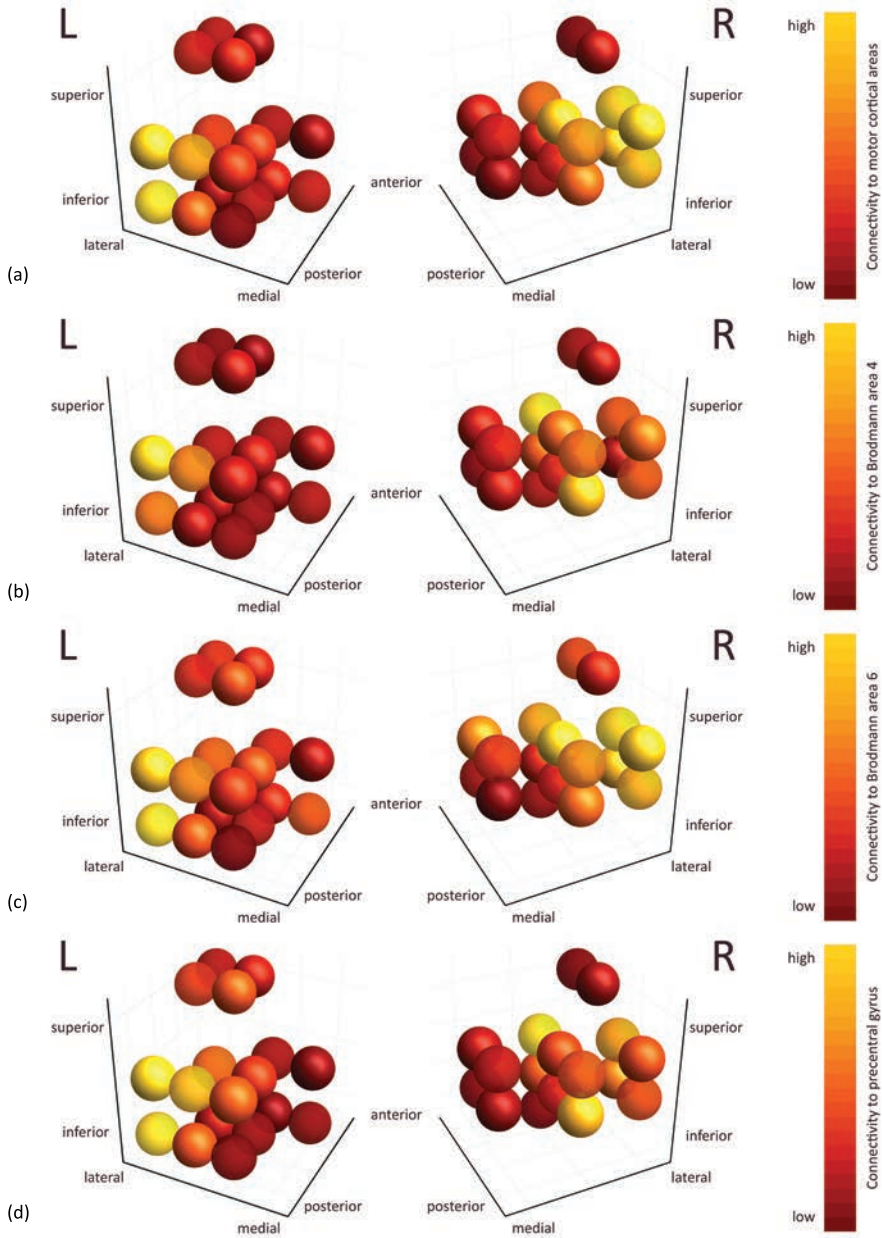 L
R
high
superior
superior
anterior
inferior
inferior
lateral
lateral
posterior
posterior
medial
medial
low
Connectivity to motor cortical areas
(a)
L
R
high
superior
superior
anterior
inferior
inferior
lateral
lateral
posterior
posterior
medial
medial
low
Connectivity to Brodmann area 4
(b)
L
R
high
superior
superior
anterior
inferior
inferior
lateral
lateral
posterior
posterior
medial
medial
low
Connectivity to Brodmann area 6
(c)
L
R
high
superior
superior
anterior
inferior
inferior
lateral
lateral
posterior
posterior
medial
medial
low
Connectivity to precentral gyrus
(d)